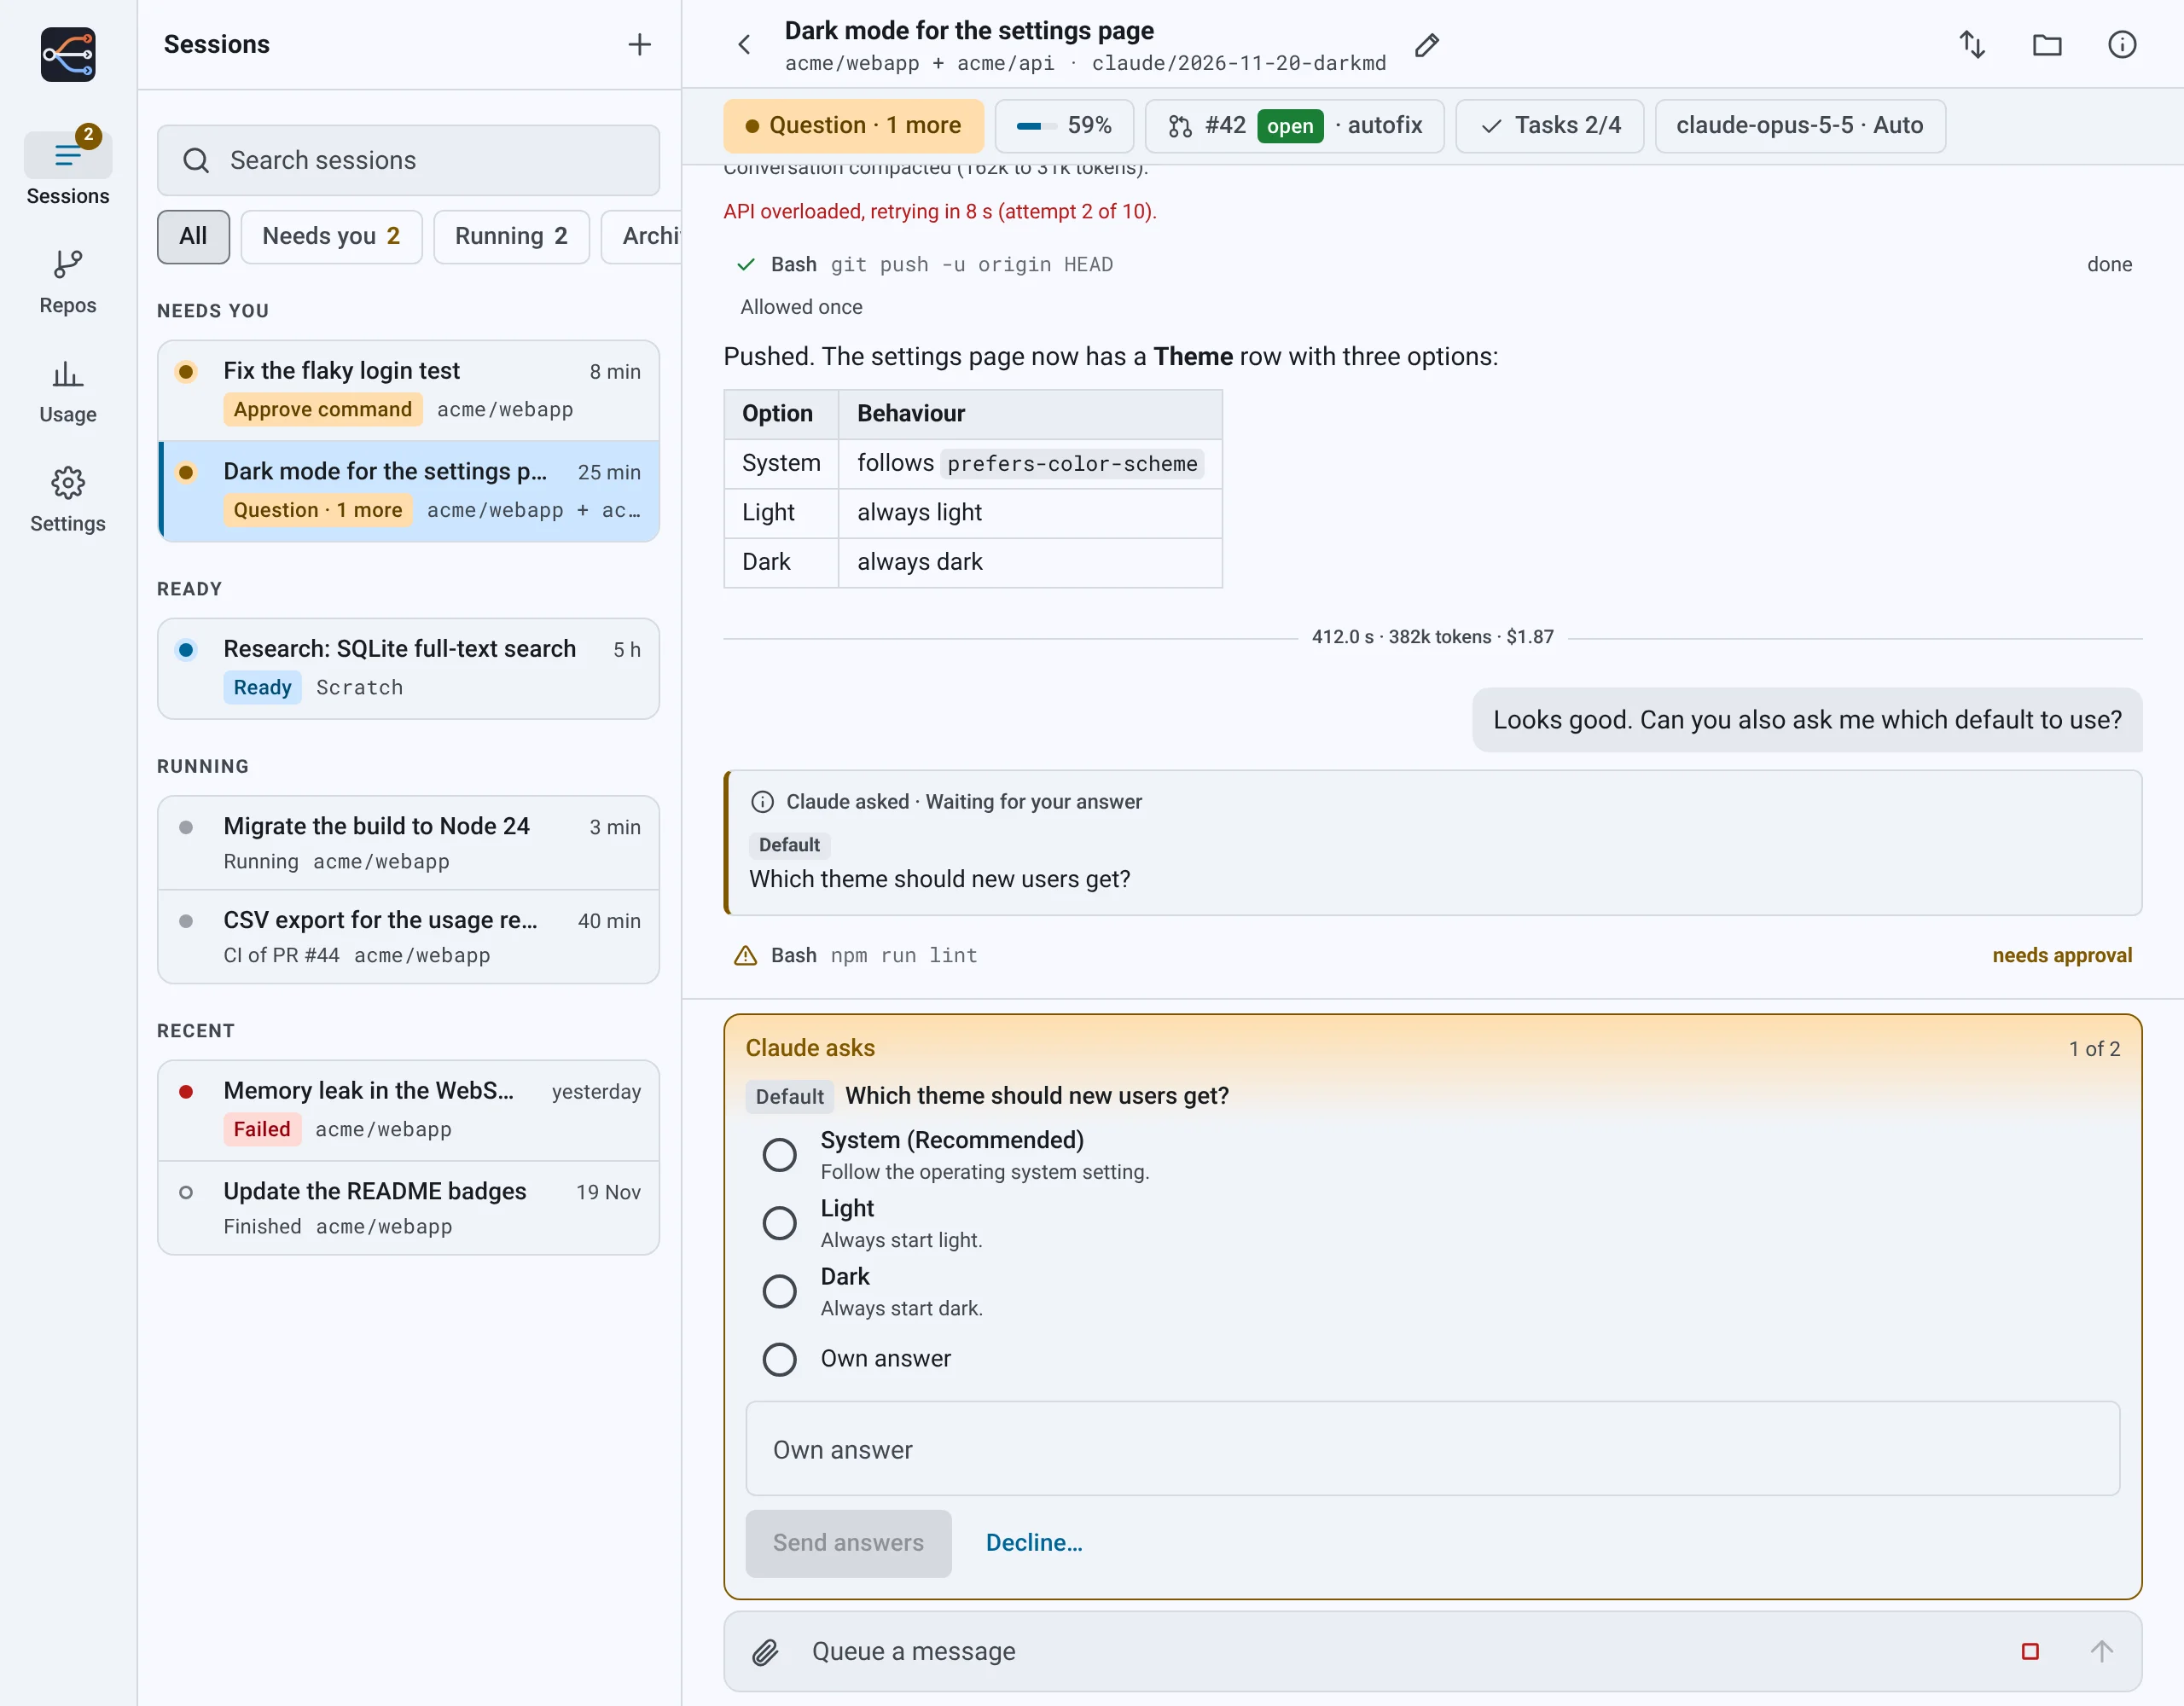 2
Sessions
Repos
Usage
Settings
Sessions
Search sessions
All
Needs you 2
Running 2
Archi
NEEDS YOU
Fix the flaky login test
8 min
Approve command acme/webapp
Dark mode for the settings p…
25 min
Question · 1 more acme/webapp + ac…
READY
Research: SQLite full-text search
5 h
Ready Scratch
RUNNING
Migrate the build to Node 24
3 min
Running acme/webapp
CSV export for the usage re…
40 min
CI of PR #44 acme/webapp
RECENT
Memory leak in the WebS…
yesterday
Failed acme/webapp
Update the README badges
19 Nov
Finished acme/webapp
Dark mode for the settings page
acme/webapp + acme/api · claude/2026-11-20-darkmd
Question · 1 more
59%
#42 open · autofix
Tasks 2/4
claude-opus-5-5 · Auto
Conversation compacted (162k to 31k tokens).
API overloaded, retrying in 8 s (attempt 2 of 10).
Bash git push -u origin HEAD
done
Allowed once
Pushed. The settings page now has a Theme row with three options:
Option Behaviour
System follows prefers-color-scheme
Light always light
Dark always dark
412.0 s · 382k tokens · $1.87
Looks good. Can you also ask me which default to use?
Claude asked · Waiting for your answer
Default
Which theme should new users get?
Bash npm run lint
needs approval
Claude asks
1 of 2
Default Which theme should new users get?
System (Recommended)
Follow the operating system setting.
Light
Always start light.
Dark
Always start dark.
Own answer
Own answer
Send answers
Decline…
Queue a message